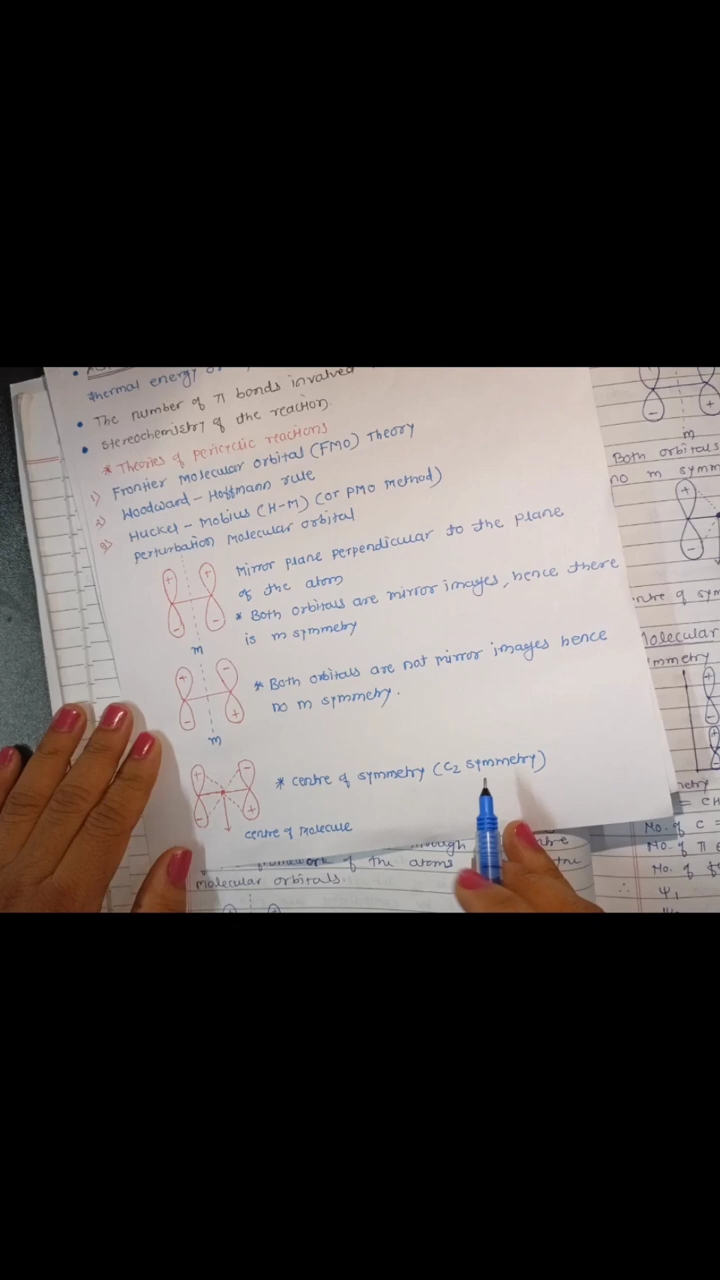 thermal energy
• The number of π bonds involved
• Stereochemistry of the reaction.
* Theories of pericyclic reactions
1) Frontier Molecular orbital (FMO) Theory
2) Woodward - Hoffmann rule
3) Huckel - Mobius (H-M) (or PMO Method)
perturbation Molecular orbital
+ +
- -
m
Mirror plane perpendicular to the plane
of the atom
* Both orbitals are mirror images, hence there
is m symmetry
+ -
- +
m
* Both orbitals are not mirror images hence
no m symmetry.
+ -
- +
* centre of symmetry (C2 symmetry)
centre of Molecule
framework of the atoms
molecular orbitals
- +
m
Both orbitals
no m symm
+
-
of sym
Molecular
mmetry
= CH
No. of C =
No. of π e
No. of
∴ Ψ1